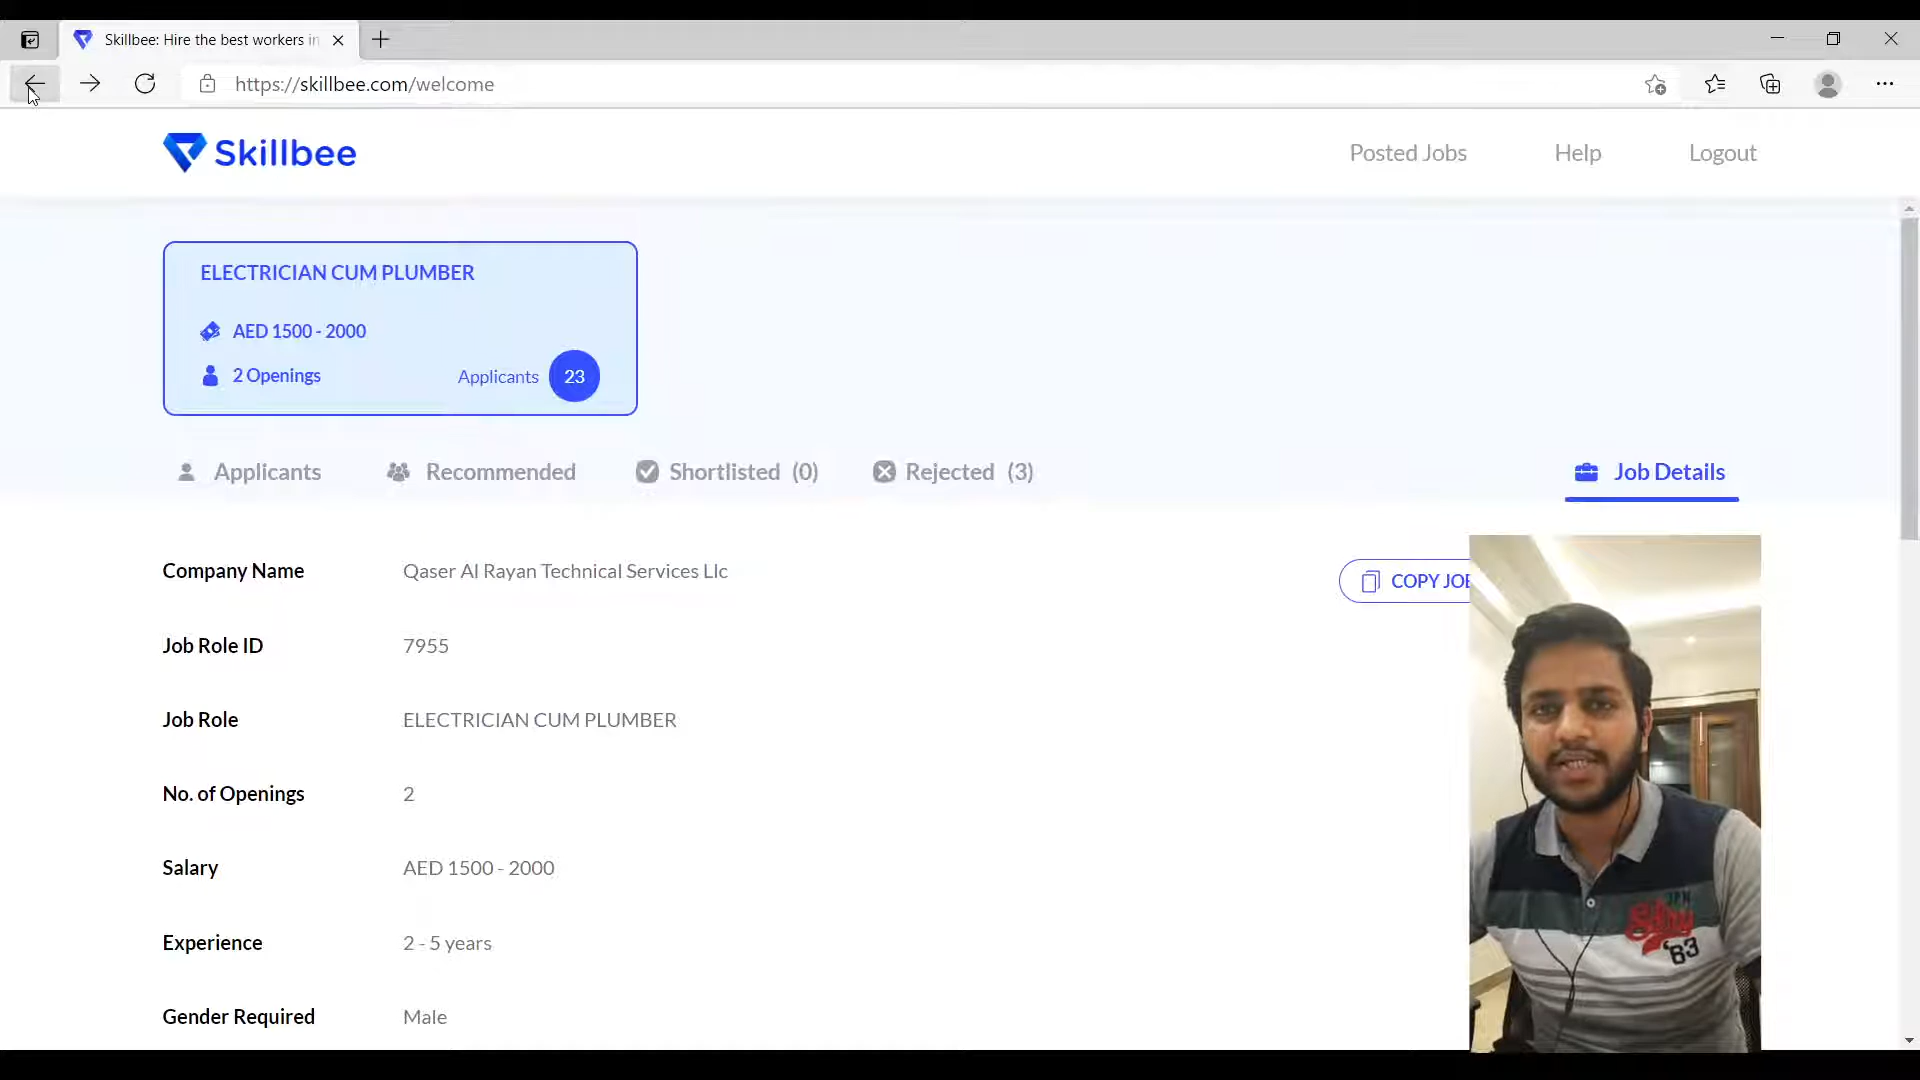 Skillbee: Hire the best workers in
https://skillbee.com/welcome
Skillbee
Posted Jobs
Help
Logout
ELECTRICIAN CUM PLUMBER
AED 1500 - 2000
2 Openings
Applicants 23
Applicants
Recommended
Shortlisted (0)
Rejected (3)
Job Details
Company Name Qaser Al Rayan Technical Services Llc
COPY JOB
Job Role ID 7955
Job Role ELECTRICIAN CUM PLUMBER
No. of Openings 2
Salary AED 1500 - 2000
Experience 2 - 5 years
Gender Required Male
'83